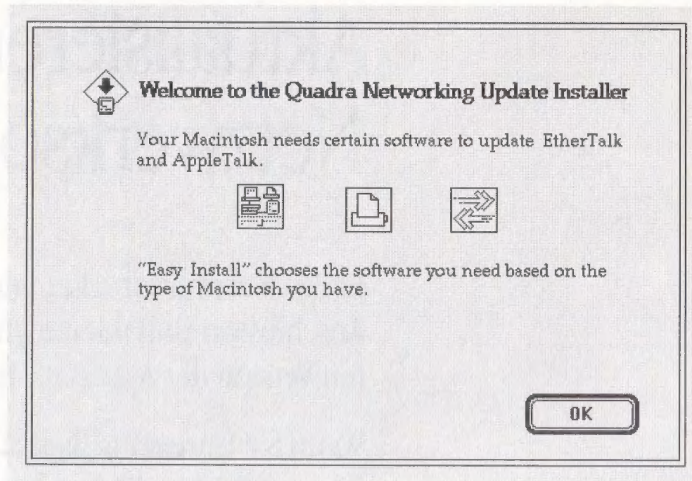 Welcome to the Quadra Networking Update Installer
Your Macintosh needs certain software to update EtherTalk
and AppleTalk.
"Easy Install" chooses the software you need based on the
type of Macintosh you have.
OK